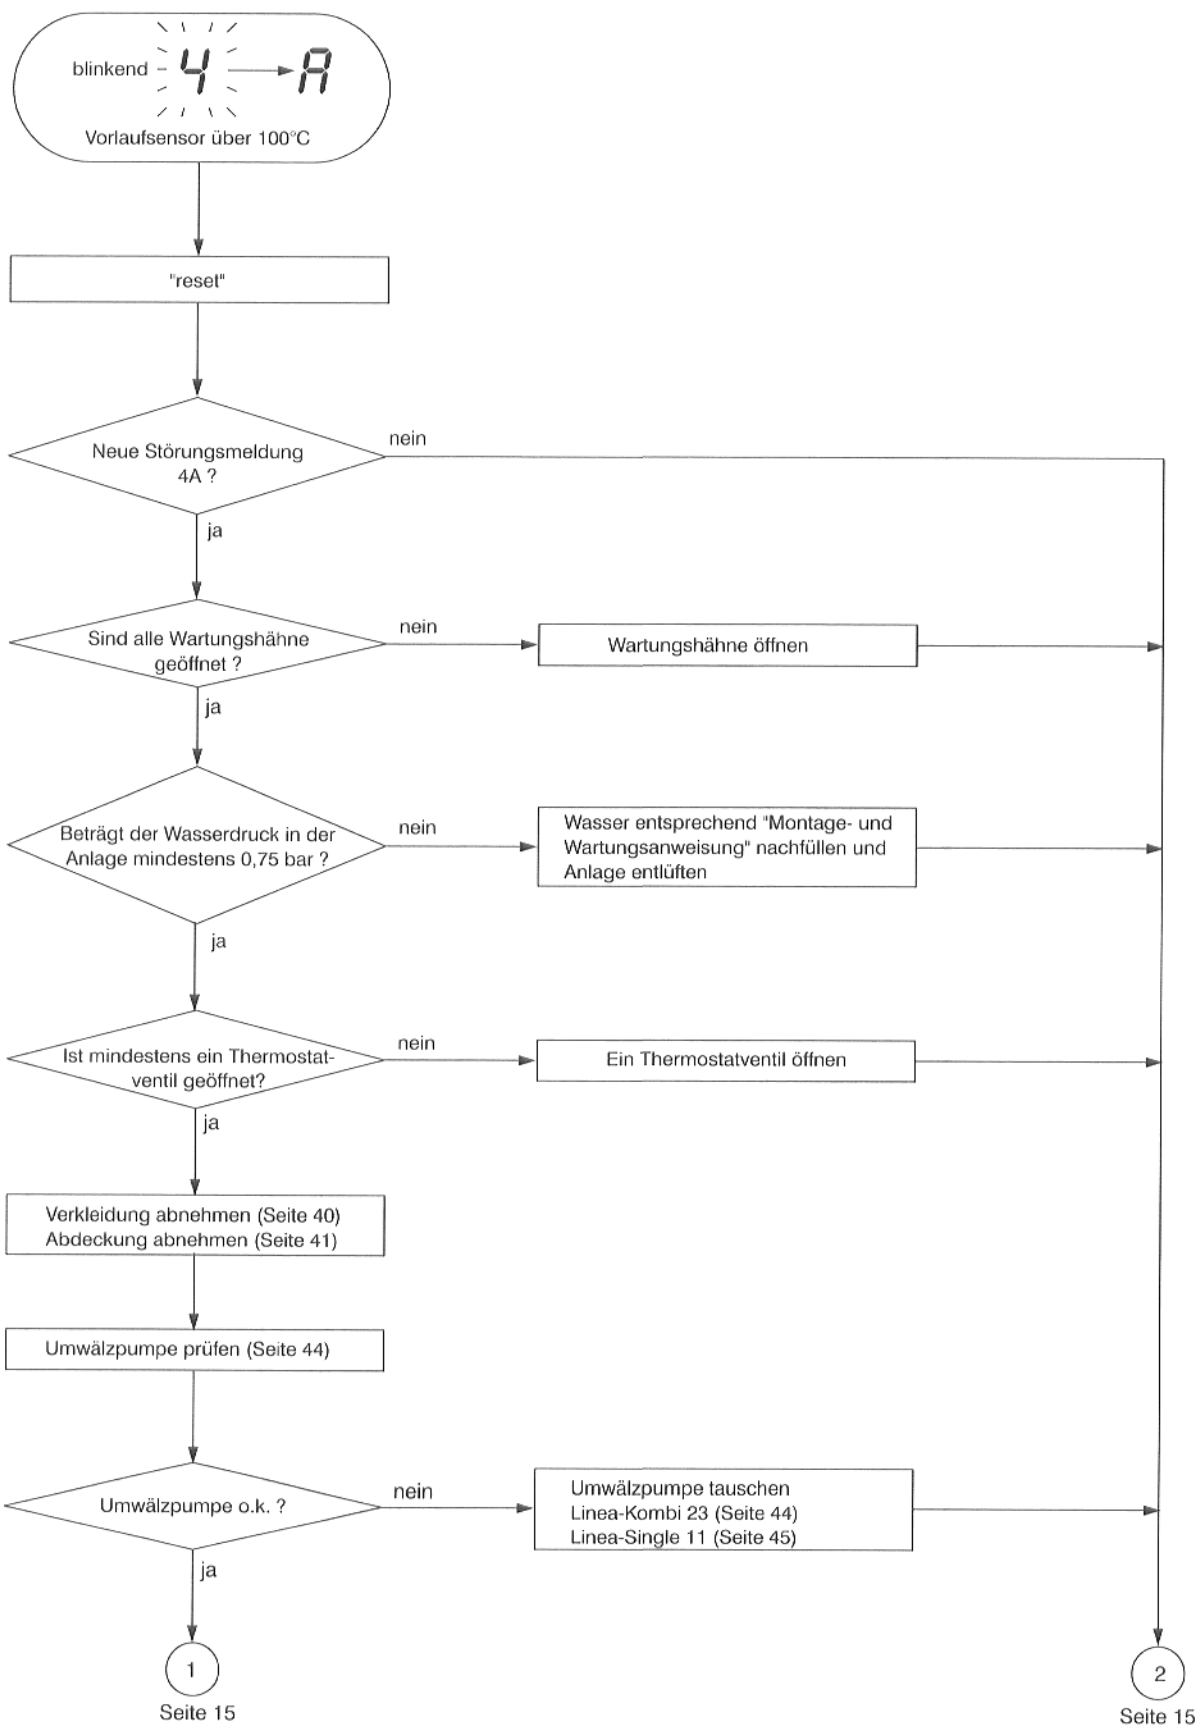 blinkend 4 A
Vorlaufsensor über 100°C
"reset"
Neue Störungsmeldung
4A ?
nein
ja
Sind alle Wartungshähne
geöffnet ?
nein
Wartungshähne öffnen
ja
Beträgt der Wasserdruck in der
Anlage mindestens 0,75 bar ?
nein
Wasser entsprechend "Montage- und
Wartungsanweisung" nachfüllen und
Anlage entlüften
ja
Ist mindestens ein Thermostat-
ventil geöffnet?
nein
Ein Thermostatventil öffnen
ja
Verkleidung abnehmen (Seite 40)
Abdeckung abnehmen (Seite 41)
Umwälzpumpe prüfen (Seite 44)
Umwälzpumpe o.k. ?
nein
Umwälzpumpe tauschen
Linea-Kombi 23 (Seite 44)
Linea-Single 11 (Seite 45)
ja
1
Seite 15
2
Seite 15